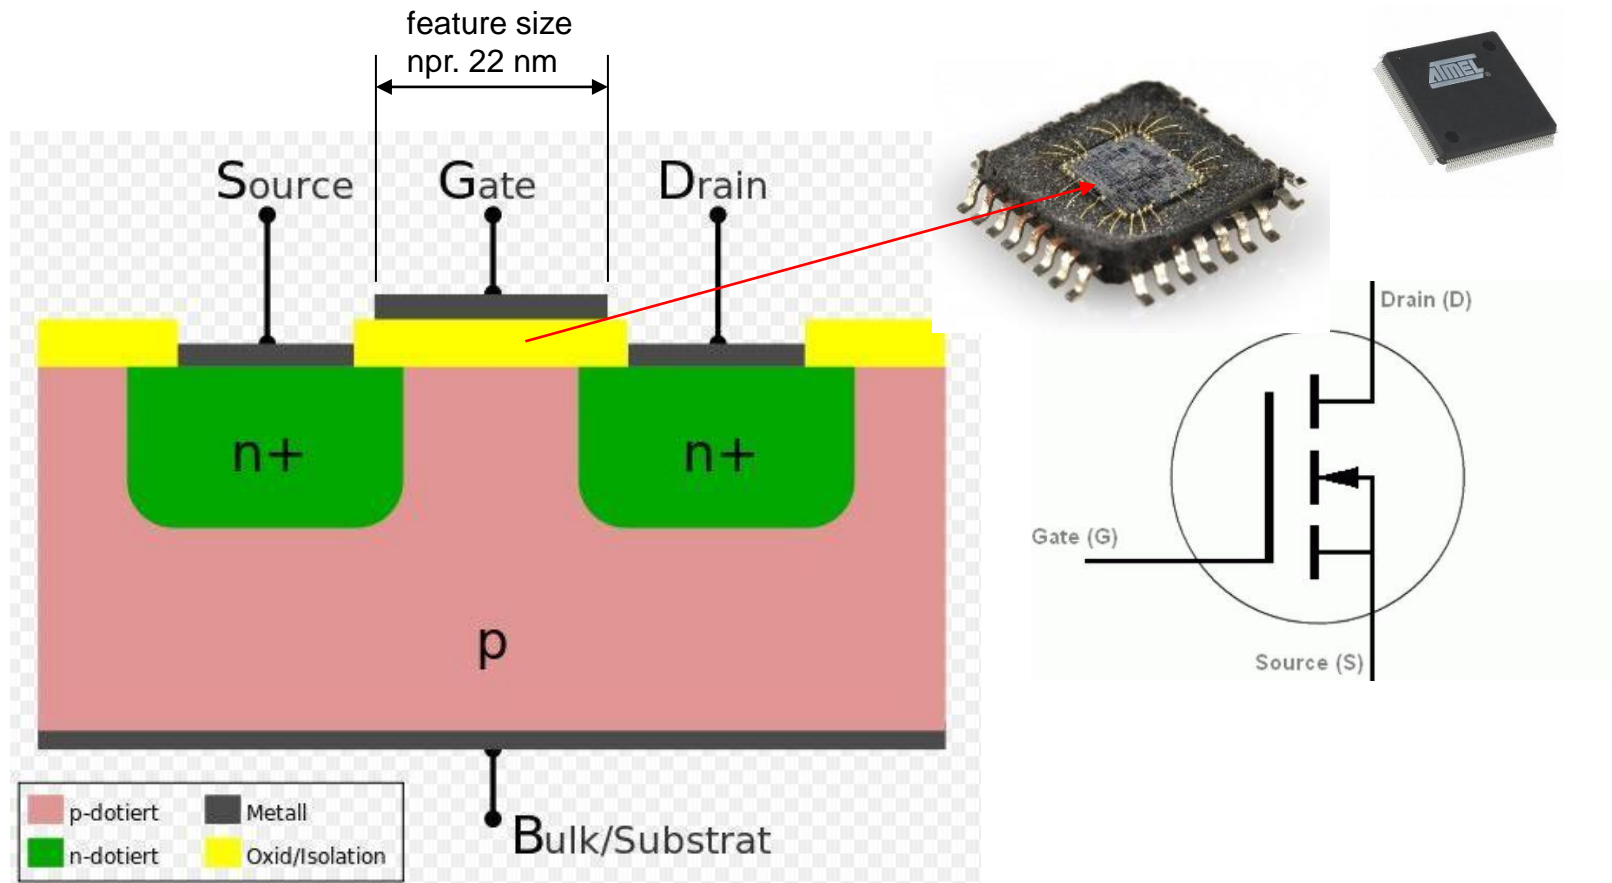 feature size
npr. 22 nm
Source
Gate
Drain
n+
n+
p
Bulk/Substrat
p-dotiert
Metall
n-dotiert
Oxid/Isolation
ATMEL
Drain (D)
Gate (G)
Source (S)